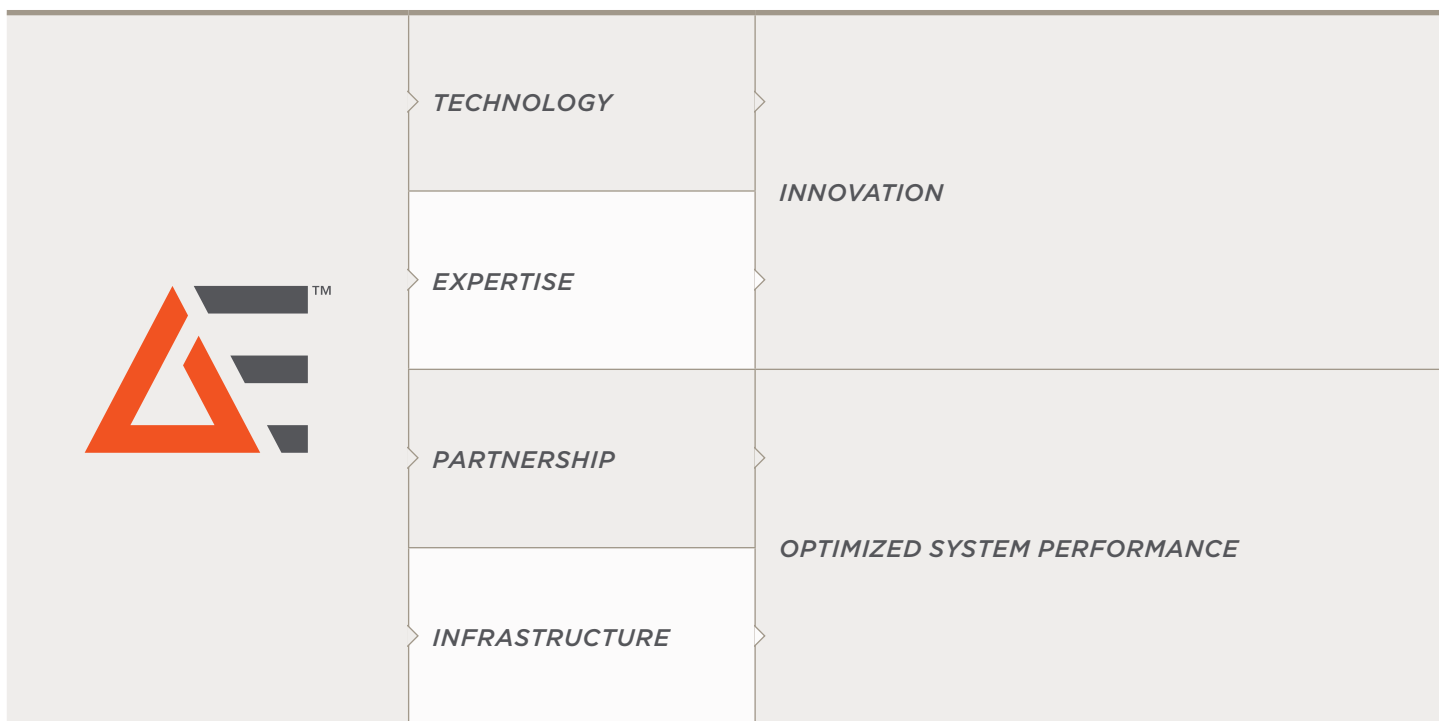 TM
TECHNOLOGY
INNOVATION
EXPERTISE
PARTNERSHIP
OPTIMIZED SYSTEM PERFORMANCE
INFRASTRUCTURE